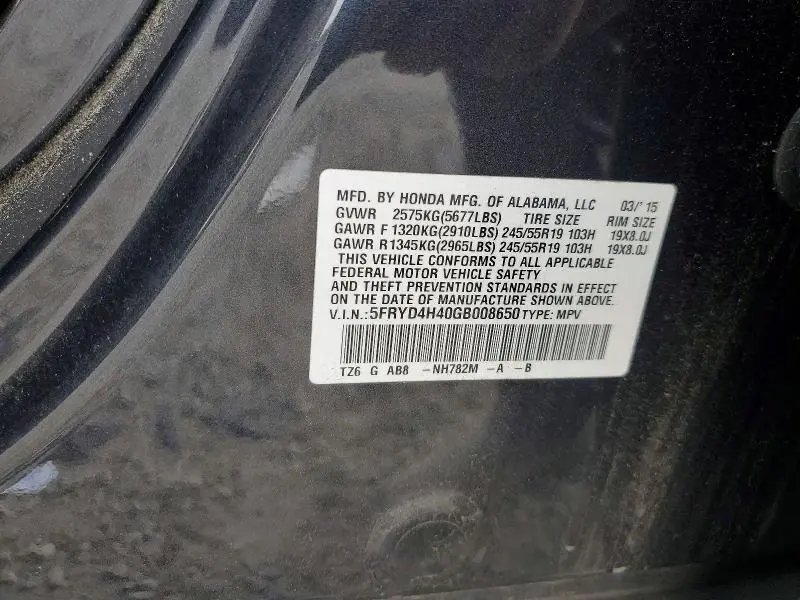 MFD. BY HONDA MFG. OF ALABAMA, LLC 03/'15
GVWR 2575KG(5677LBS) TIRE SIZE RIM SIZE
GAWR F 1320KG(2910LBS) 245/55R19 103H 19X8.0J
GAWR R 1345KG(2965LBS) 245/55R19 103H 19X8.0J
THIS VEHICLE CONFORMS TO ALL APPLICABLE
FEDERAL MOTOR VEHICLE SAFETY
AND THEFT PREVENTION STANDARDS IN EFFECT
ON THE DATE OF MANUFACTURE SHOWN ABOVE.
V.I.N.:5FRYD4H40GB008650 TYPE: MPV
TZ6 G AB8 -NH782M -A -B